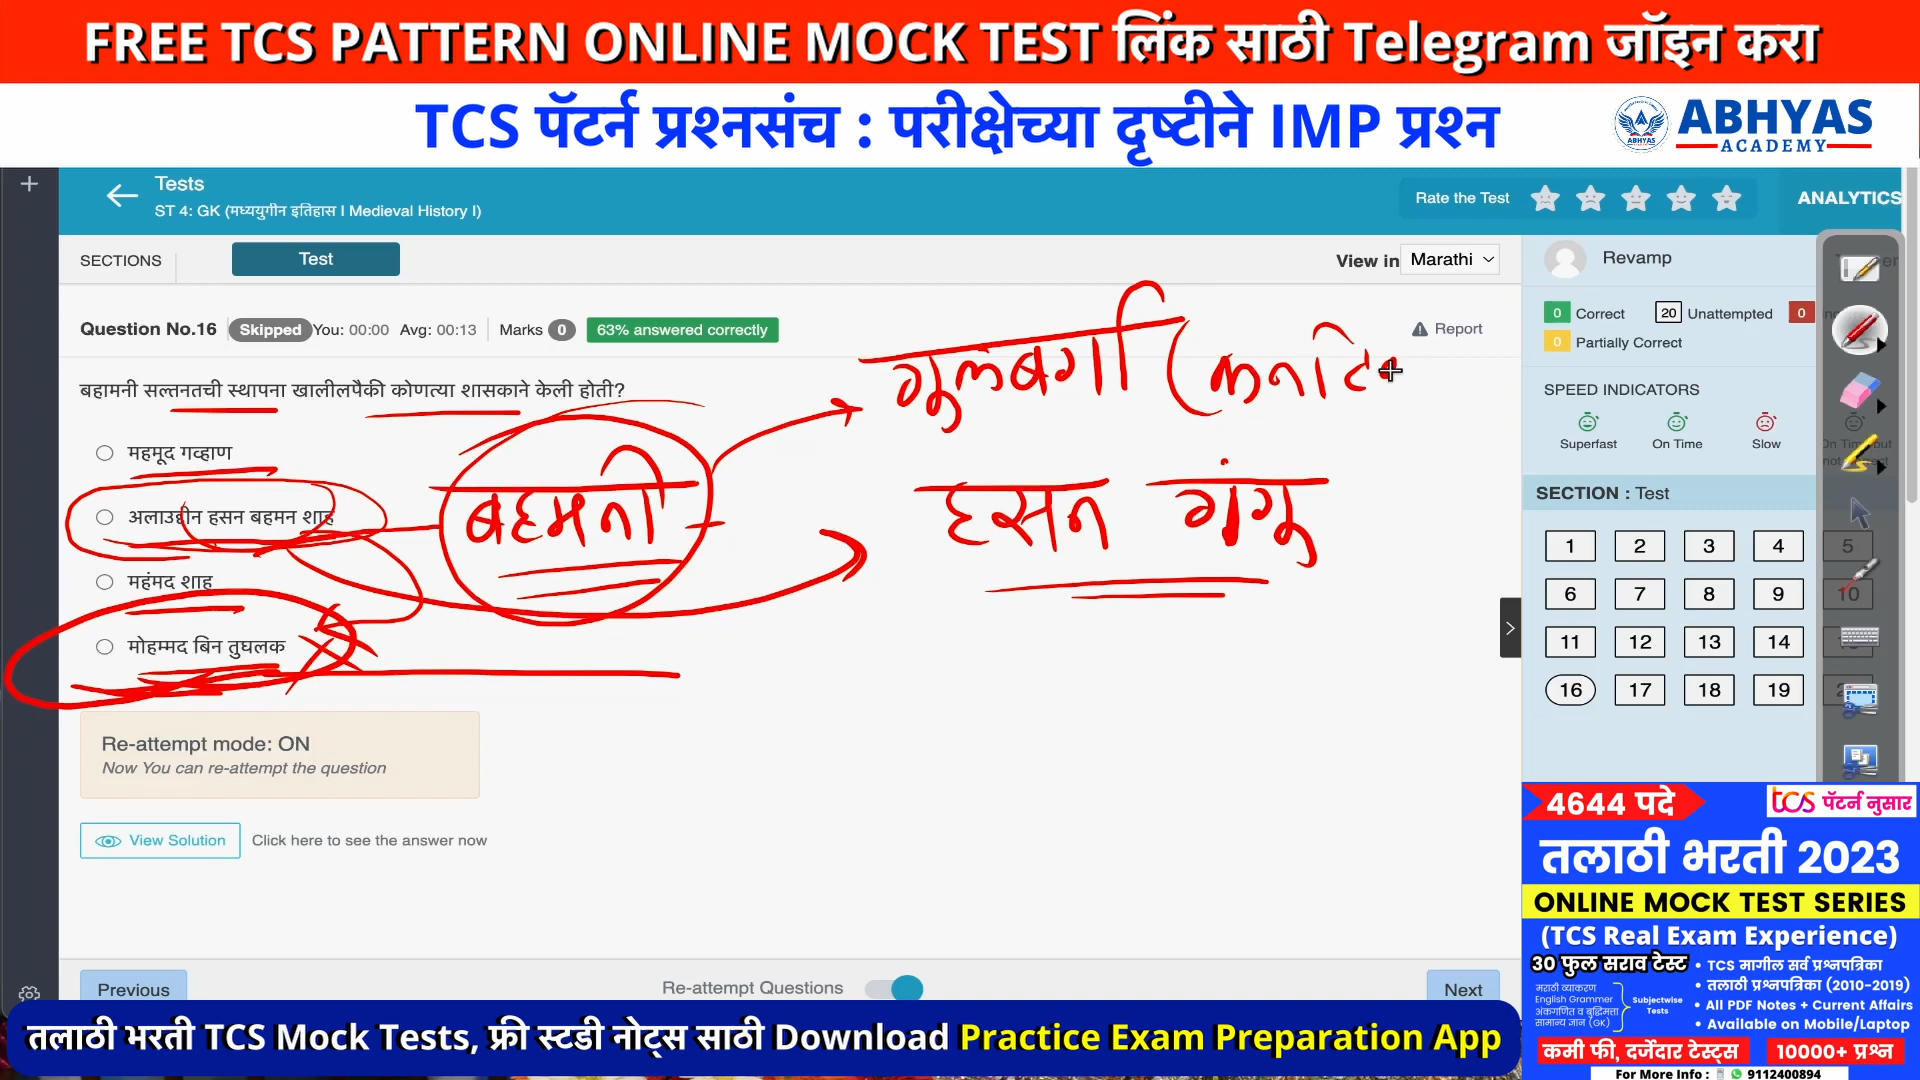 FREE TCS PATTERN ONLINE MOCK TEST लिंक साठी Telegram जॉइन करा
TCS पॅटर्न प्रश्नसंच : परीक्षेच्या दृष्टीने IMP प्रश्न
ABHYAS
ACADEMY
Tests
ST 4: GK (मध्ययुगीन इतिहास I Medieval History I)
Rate the Test
ANALYTICS
SECTIONS
Test
View in Marathi
Revamp
Question No.16 Skipped You: 00:00 Avg: 00:13 Marks 0 63% answered correctly
Report
0 Correct 20 Unattempted 0
0 Partially Correct
बहामनी सल्तनतची स्थापना खालीलपैकी कोणत्या शासकाने केली होती?
गुलबर्गा
SPEED INDICATORS
Superfast On Time Slow
महमूद गव्हाण
अलाउद्दीन हसन बहमन शाह
बहमनी
हसन गंगू
महंमद शाह
मोहम्मद बिन तुघलक
SECTION : Test
1 2 3 4 5
6 7 8 9 10
11 12 13 14
16 17 18 19
Re-attempt mode: ON
Now You can re-attempt the question
View Solution Click here to see the answer now
Previous
Re-attempt Questions
Next
4644 पदे
tcs पॅटर्न नुसार
तलाठी भरती 2023
ONLINE MOCK TEST SERIES
(TCS Real Exam Experience)
30 फुल सराव टेस्ट
मराठी व्याकरण
English Grammer
अंकगणित व बुद्धिमत्ता
सामान्य ज्ञान (GK)
Subjectwise
Tests
• TCS मागील सर्व प्रश्नपत्रिका
• तलाठी प्रश्नपत्रिका (2010-2019)
• All PDF Notes + Current Affairs
• Available on Mobile/Laptop
कमी फी, दर्जेदार टेस्ट्स
10000+ प्रश्न
For More Info : 9112400894
तलाठी भरती TCS Mock Tests, फ्री स्टडी नोट्स साठी Download Practice Exam Preparation App